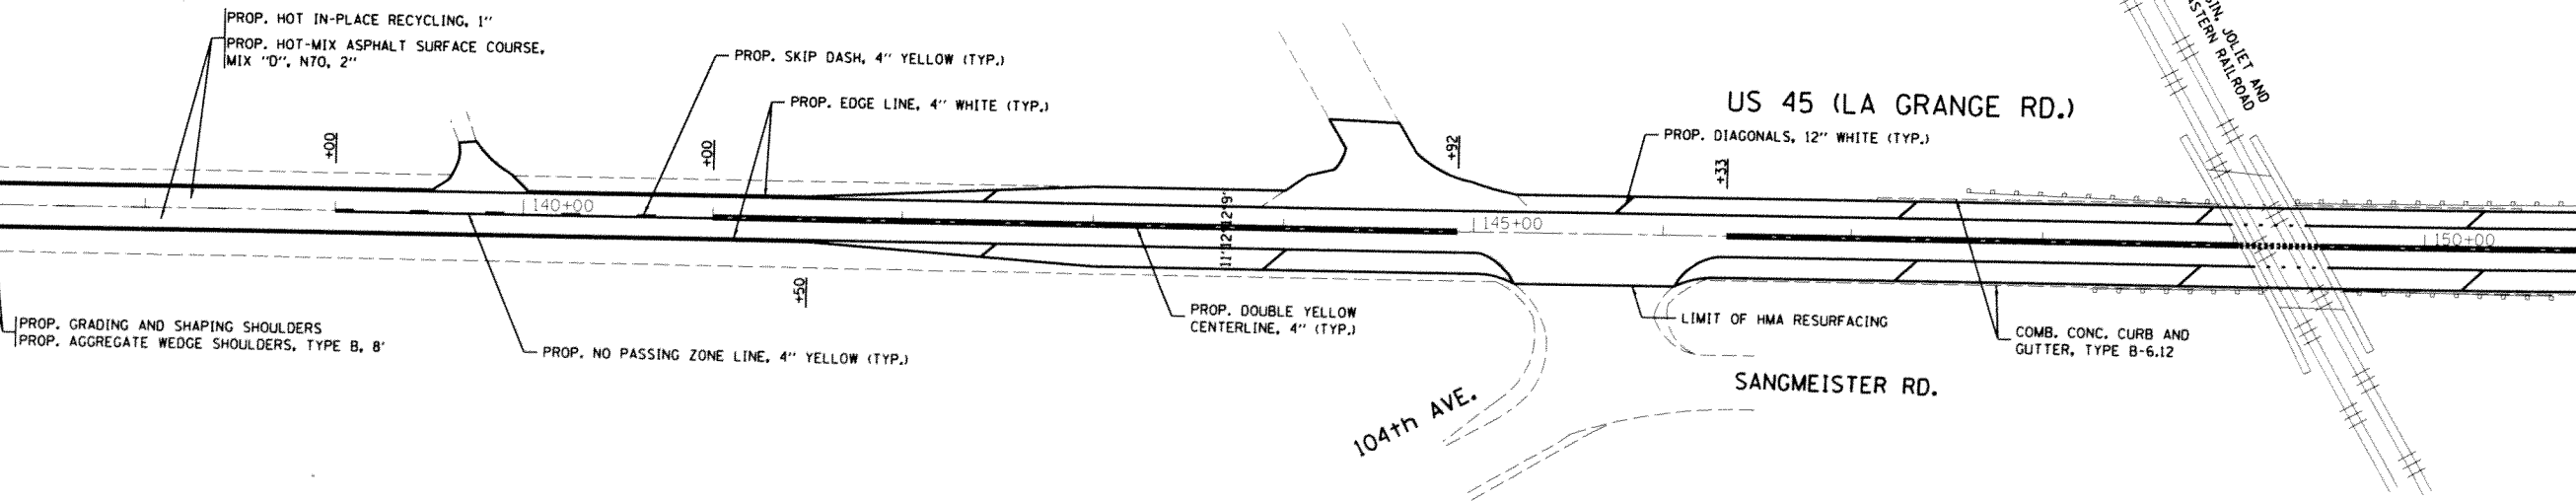 PROP. HOT IN-PLACE RECYCLING, 1"
PROP. HOT-MIX ASPHALT SURFACE COURSE,
MIX "D", N70, 2"
PROP. SKIP DASH, 4" YELLOW (TYP.)
PROP. EDGE LINE, 4" WHITE (TYP.)
US 45 (LA GRANGE RD.)
PROP. DIAGONALS, 12" WHITE (TYP.)
JOLIET AND
RAILROAD
+00
+00
+92
+33
140+00
145+00
150+00
11'12'12'9'
+50
PROP. GRADING AND SHAPING SHOULDERS
PROP. AGGREGATE WEDGE SHOULDERS, TYPE B, 8'
PROP. NO PASSING ZONE LINE, 4" YELLOW (TYP.)
PROP. DOUBLE YELLOW
CENTERLINE, 4" (TYP.)
LIMIT OF HMA RESURFACING
COMB. CONC. CURB AND
GUTTER, TYPE B-6.12
SANGMEISTER RD.
104th AVE.